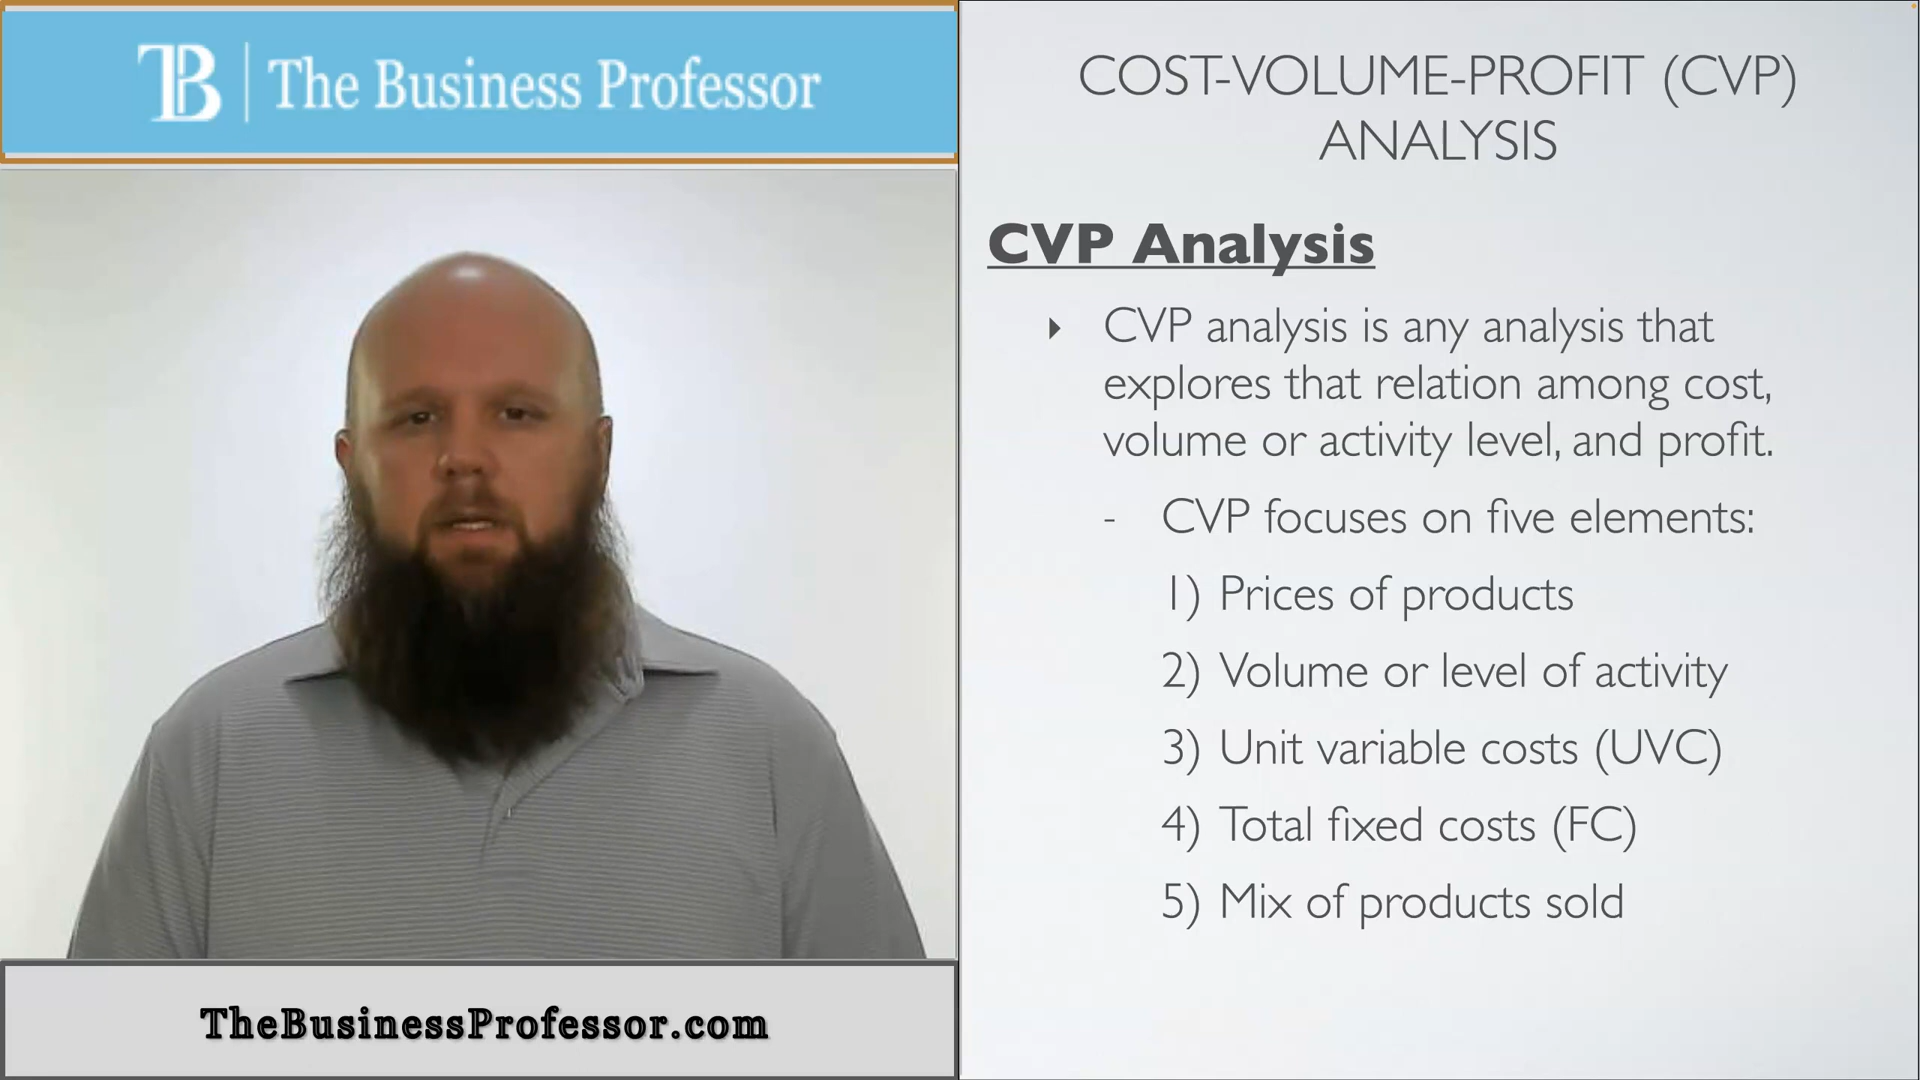 TB | The Business Professor
TheBusinessProfessor.com
COST-VOLUME-PROFIT (CVP)
ANALYSIS
CVP Analysis
‣ CVP analysis is any analysis that
explores that relation among cost,
volume or activity level, and profit.
- CVP focuses on five elements:
1) Prices of products
2) Volume or level of activity
3) Unit variable costs (UVC)
4) Total fixed costs (FC)
5) Mix of products sold